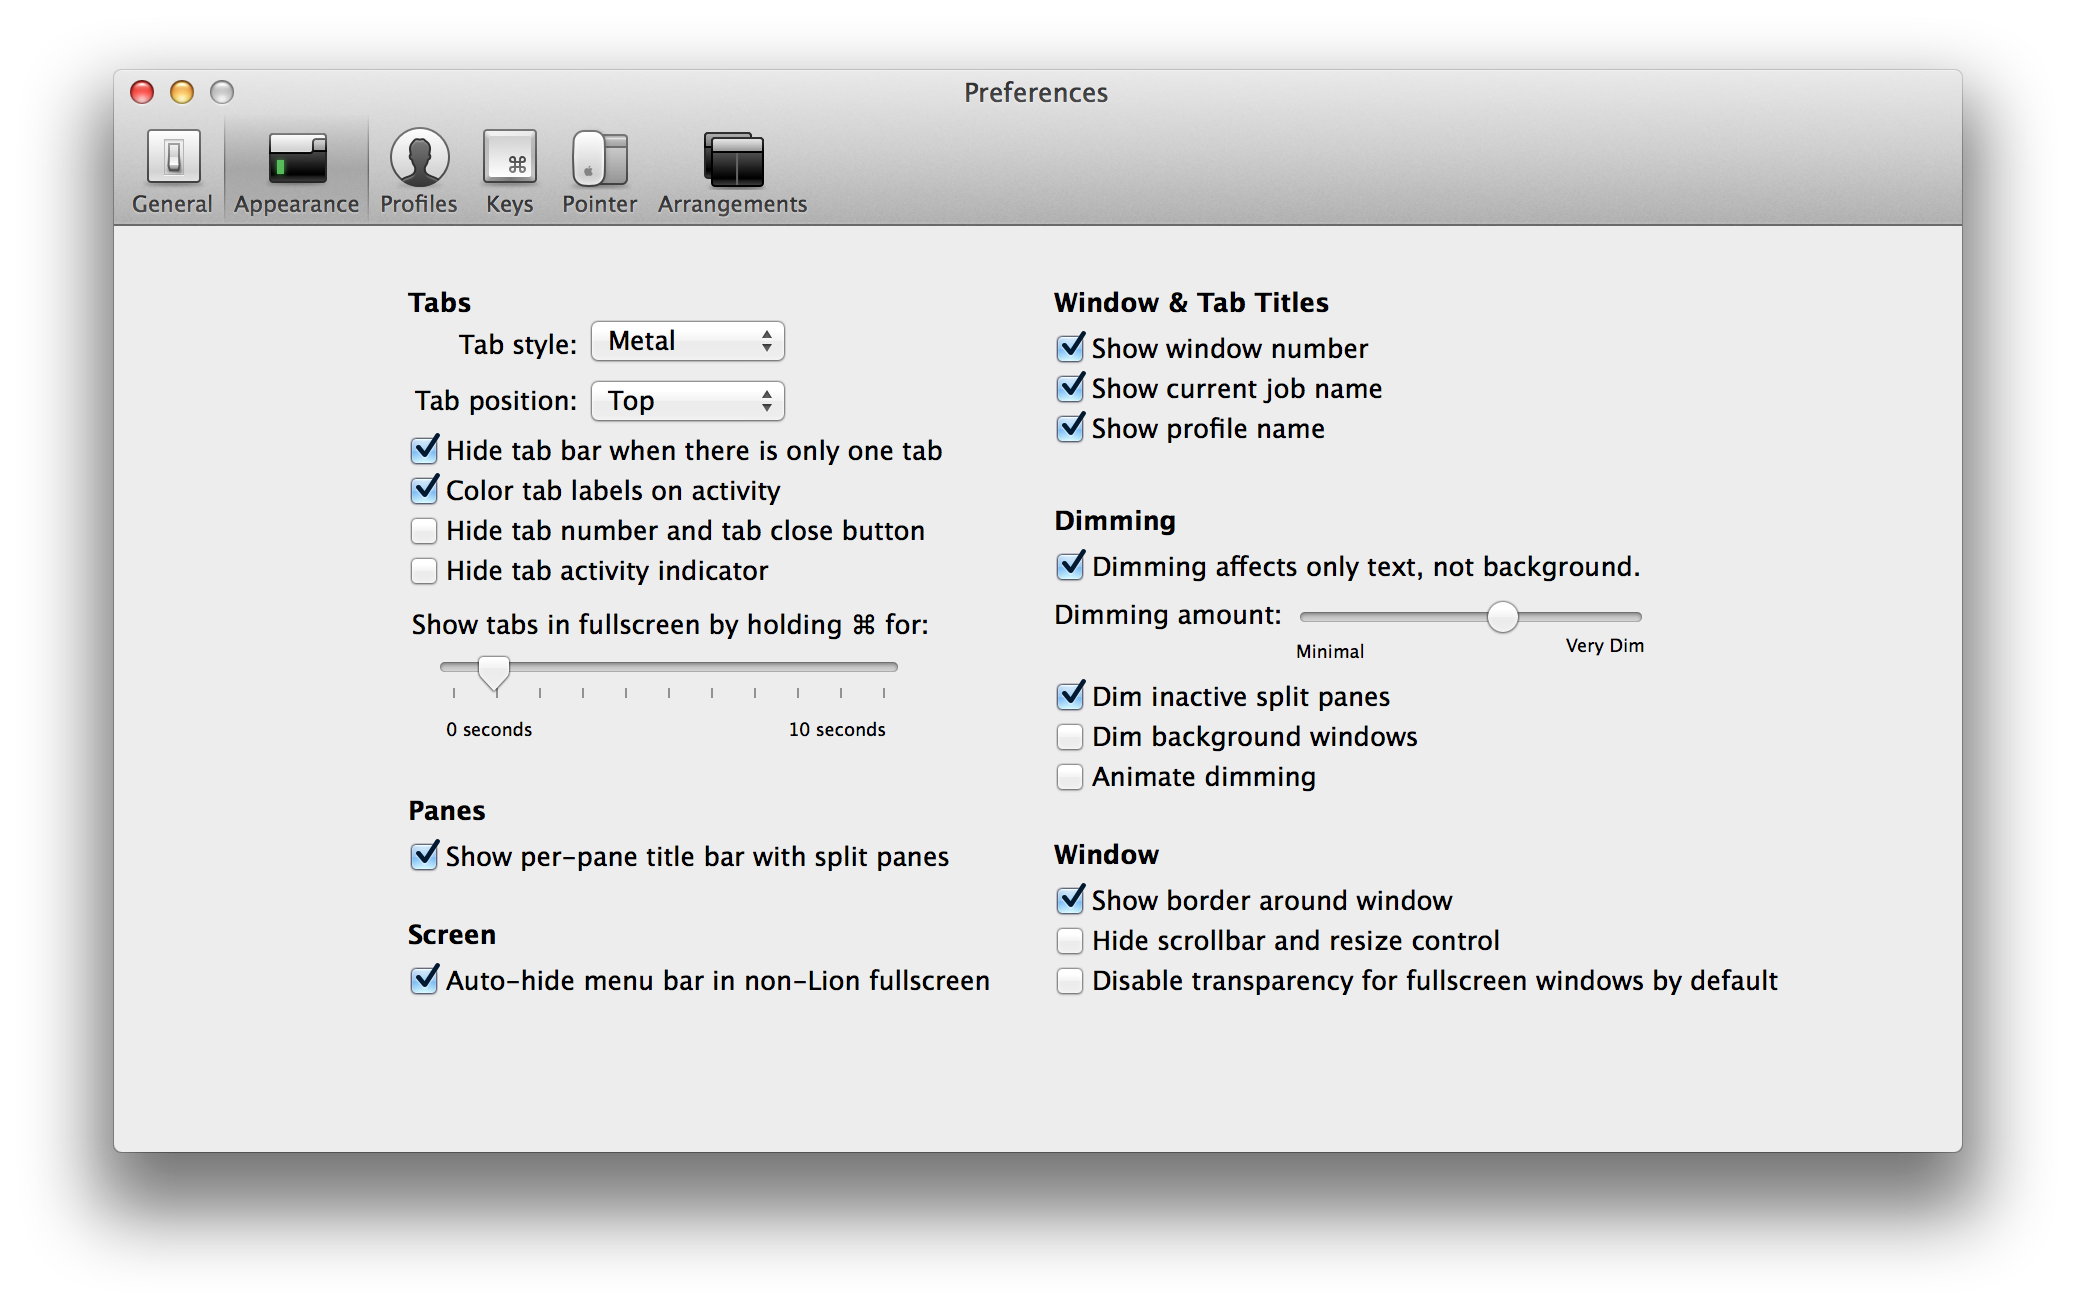 Preferences
General
Appearance
Profiles
Keys
Pointer
Arrangements
Tabs
Tab style: Metal
Tab position: Top
Hide tab bar when there is only one tab
Color tab labels on activity
Hide tab number and tab close button
Hide tab activity indicator
Show tabs in fullscreen by holding ⌘ for:
0 seconds
10 seconds
Panes
Show per-pane title bar with split panes
Screen
Auto-hide menu bar in non-Lion fullscreen
Window & Tab Titles
Show window number
Show current job name
Show profile name
Dimming
Dimming affects only text, not background.
Dimming amount:
Minimal
Very Dim
Dim inactive split panes
Dim background windows
Animate dimming
Window
Show border around window
Hide scrollbar and resize control
Disable transparency for fullscreen windows by default